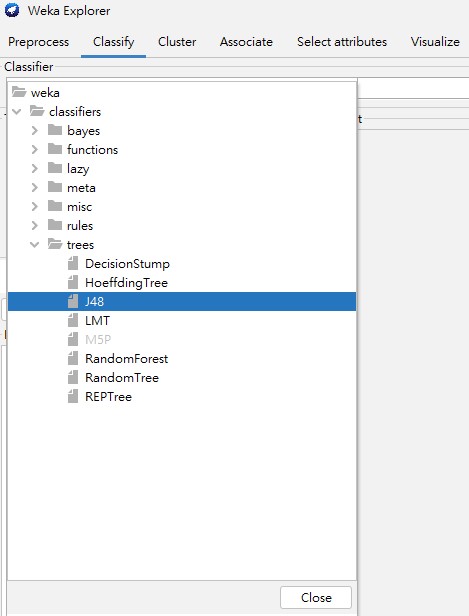 Weka Explorer
Preprocess Classify Cluster Associate Select attributes Visualize
Classifier
weka
classifiers
bayes
functions
lazy
meta
misc
rules
trees
DecisionStump
HoeffdingTree
J48
LMT
M5P
RandomForest
RandomTree
REPTree
Close